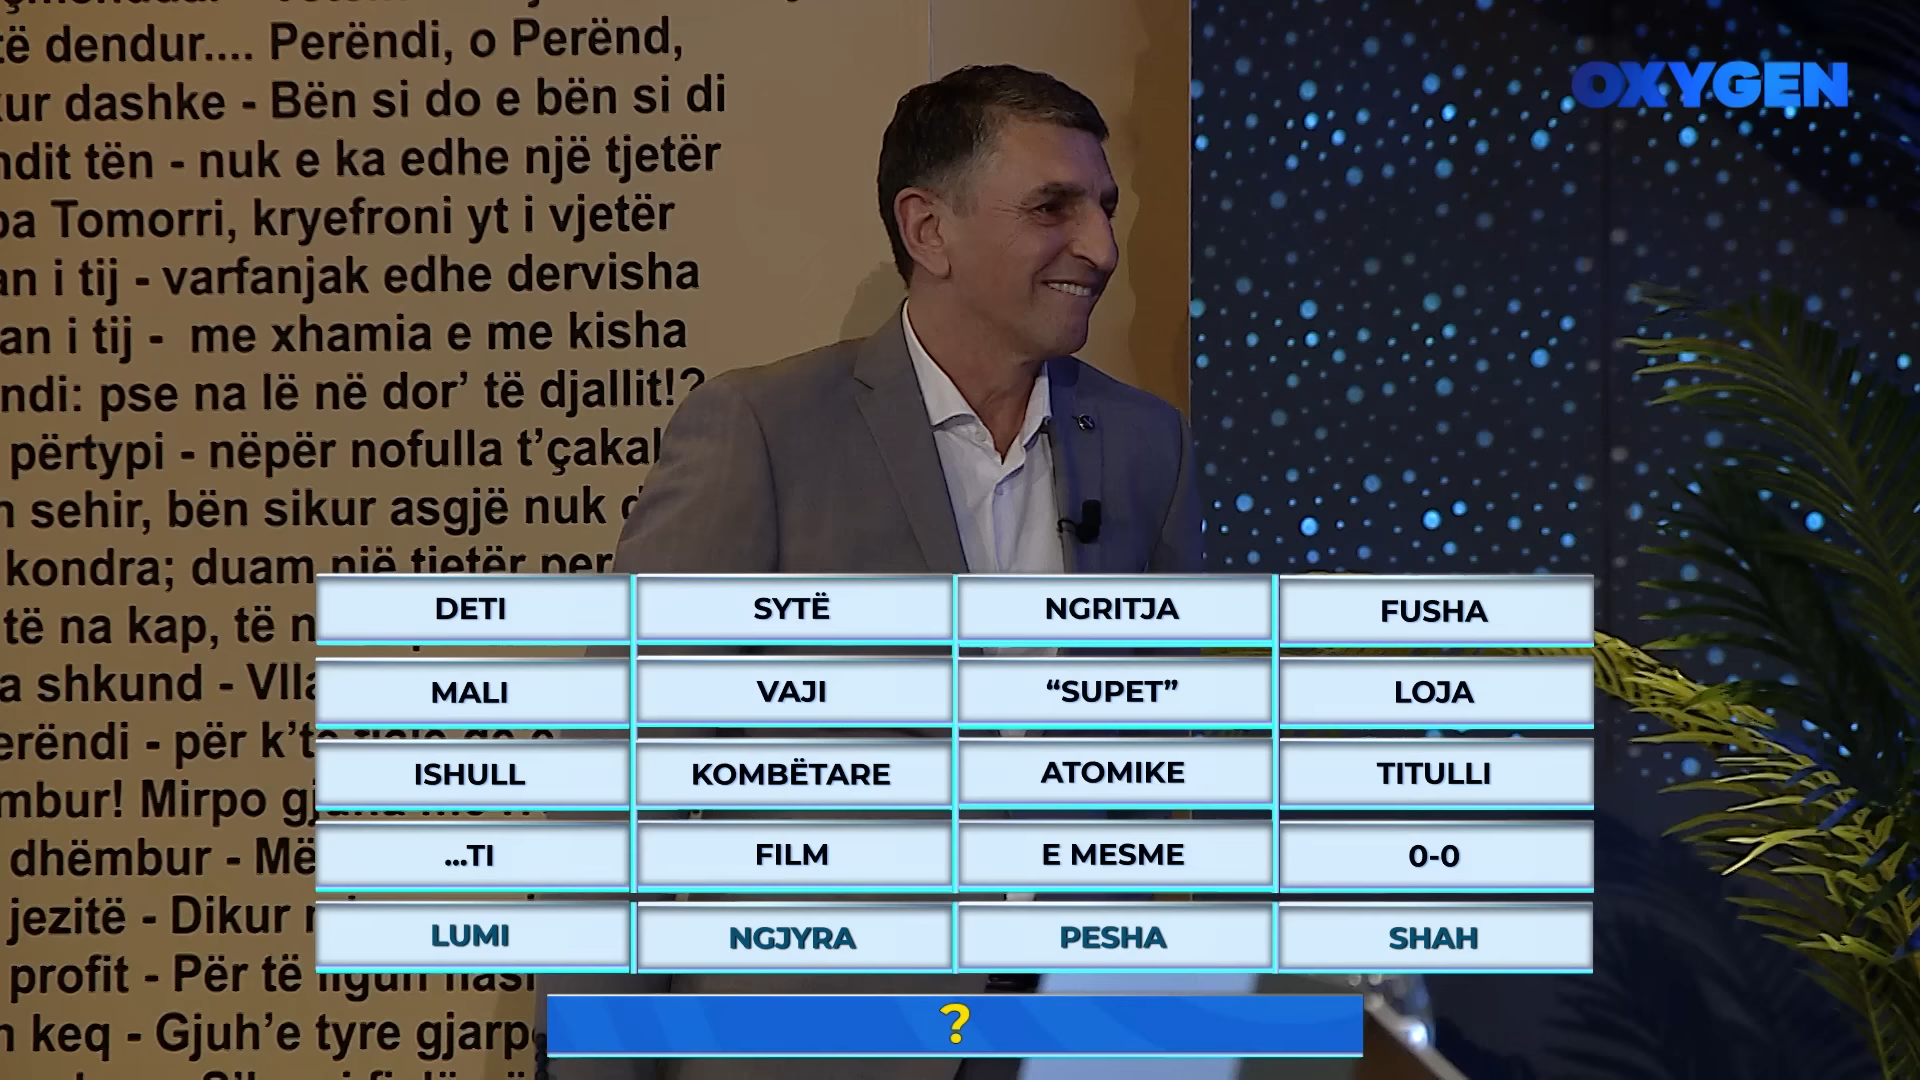 të dendur.... Perëndi, o Perënd,
kur dashke - Bën si do e bën si di
ndit tën - nuk e ka edhe një tjetër
ba Tomorri, kryefroni yt i vjetër
an i tij - varfanjak edhe dervisha
an i tij - me xhamia e me kisha
ndi: pse na lë në dor’ të djallit!?
përtypi - nëpër nofulla t’çakal
n sehir, bën sikur asgjë nuk d
kondra; duam një tjetër per
të na kap, të n
a shkund - Vlla
erëndi - për k’të
mbur! Mirpo gj
dhëmbur - Më
jezitë - Dikur
profit - Për të
n keq - Gjuh’e tyre gjarp
OXYGEN
DETI SYTË NGRITJA FUSHA
MALI VAJI “SUPET” LOJA
ISHULL KOMBËTARE ATOMIKE TITULLI
...TI FILM E MESME 0-0
LUMI NGJYRA PESHA SHAH
?